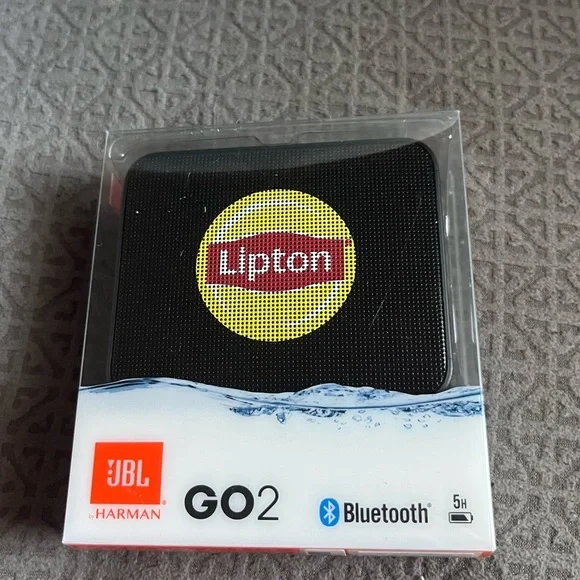 Lipton
JBL
by HARMAN
GO2
Bluetooth®
5H